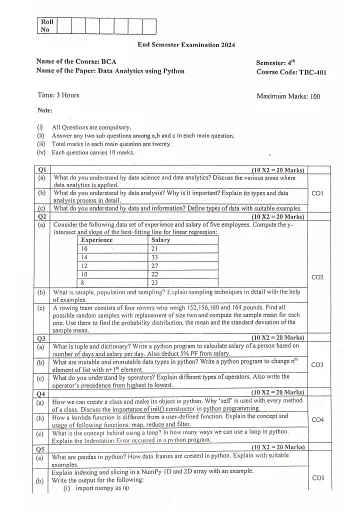 Roll
No
End Semester Examination 2024
Name of the Course: BCA
Semester: 4th
Name of the Paper: Data Analytics using Python
Course Code: TBC-401
Time: 3 Hours
Maximum Marks: 100
Note:
(i) All Questions are compulsory.
(ii) Answer any two sub questions among a,b and c in each main question.
(iii) Total marks in each main question are twenty.
(iv) Each question carries 10 marks.
Q1 (10 X2 = 20 Marks)
(a) What do you understand by data science and data analytics? Discuss the various areas where
data analytics is applied.
(b) What do you understand by data analysis? Why is it important? Explain its types and data
analysis process in detail.
CO1
(c) What do you understand by data and information? Define types of data with suitable examples.
Q2 (10 X2 = 20 Marks)
(a) Consider the following data set of experience and salary of five employees. Compute the y-
intersect and slope of the best-fitting line for linear regression:
Experience Salary
10 21
14 33
12 27
10 22
8 23
CO2
(b) What is sample, population and sampling? Explain sampling techniques in detail with the help
of examples.
(c) A rowing team consists of four rowers who weigh 152,156,160 and 164 pounds. Find all
possible random samples with replacement of size two and compute the sample mean for each
one. Use them to find the probability distribution, the mean and the standard deviation of the
sample mean.
Q3 (10 X2 = 20 Marks)
(a) What is tuple and dictionary? Write a python program to calculate salary of a person based on
number of days and salary per day. Also deduct 5% PF from salary.
(b) What are mutable and immutable data types in python? Write a python program to change nth
element of list with n+1th element.
CO3
(c) What do you understand by operators? Explain different types of operators. Also write the
operator's precedence from highest to lowest.
Q4 (10 X2 = 20 Marks)
(a) How we can create a class and make its object in python. Why 'self' is used with every method
of a class. Discuss the importance of init() constructor in python programming.
(b) How a lambda function is different from a user-defined function. Explain the concept and
usage of following functions: map, reduce and filter.
CO4
(c) What is the concept behind using a loop? In how many ways we can use a loop in python.
Explain the Indentation Error occurred in a python program.
Q5 (10 X2 = 20 Marks)
(a) What are pandas in python? How data frames are created in python. Explain with suitable
examples.
Explain indexing and slicing in a NumPy 1D and 2D array with an example.
(b) Write the output for the following:
CO5
(i) import numpy as np